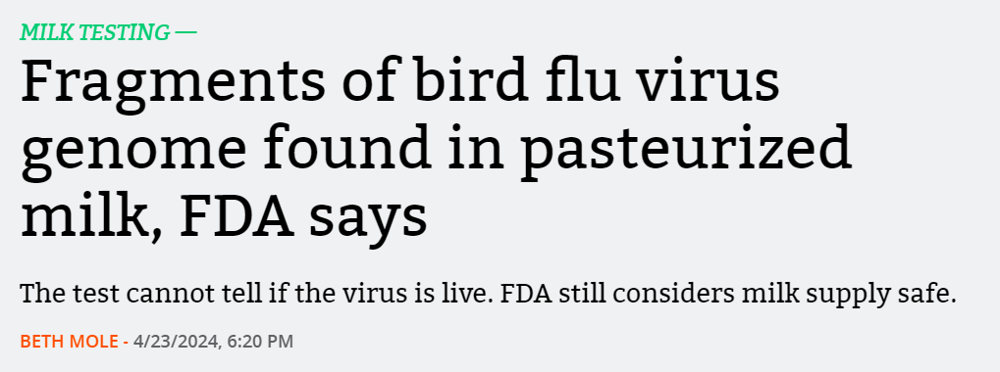 MILK TESTING —
Fragments of bird flu virus
genome found in pasteurized
milk, FDA says
The test cannot tell if the virus is live. FDA still considers milk supply safe.
BETH MOLE - 4/23/2024, 6:20 PM